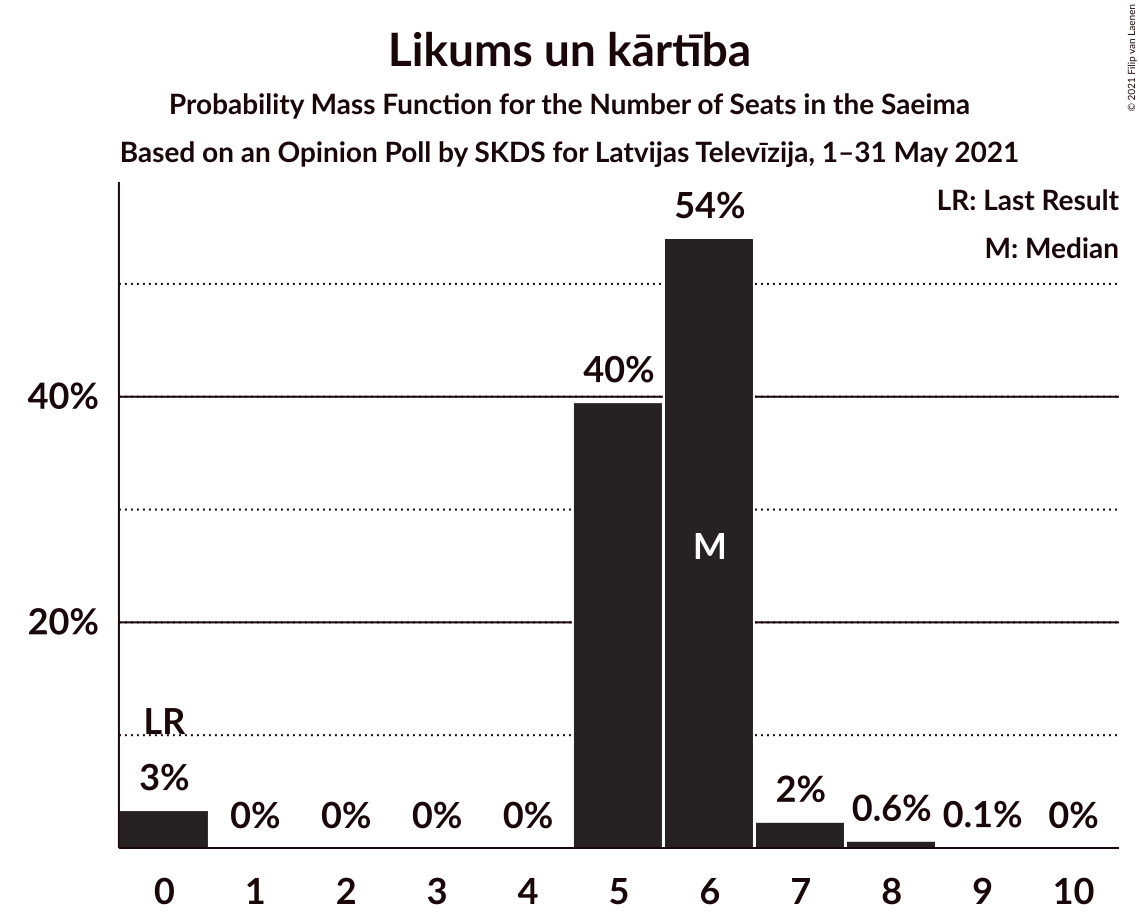 Likums un kārtība
Probability Mass Function for the Number of Seats in the Saeima
Based on an Opinion Poll by SKDS for Latvijas Televīzija, 1–31 May 2021
© 2021 Filip van Laenen
LR: Last Result
M: Median
54%
40%
40%
M
20%
LR
3%
0%
0%
0%
0%
2%
0.6%
0.1%
0%
0 1 2 3 4 5 6 7 8 9 10